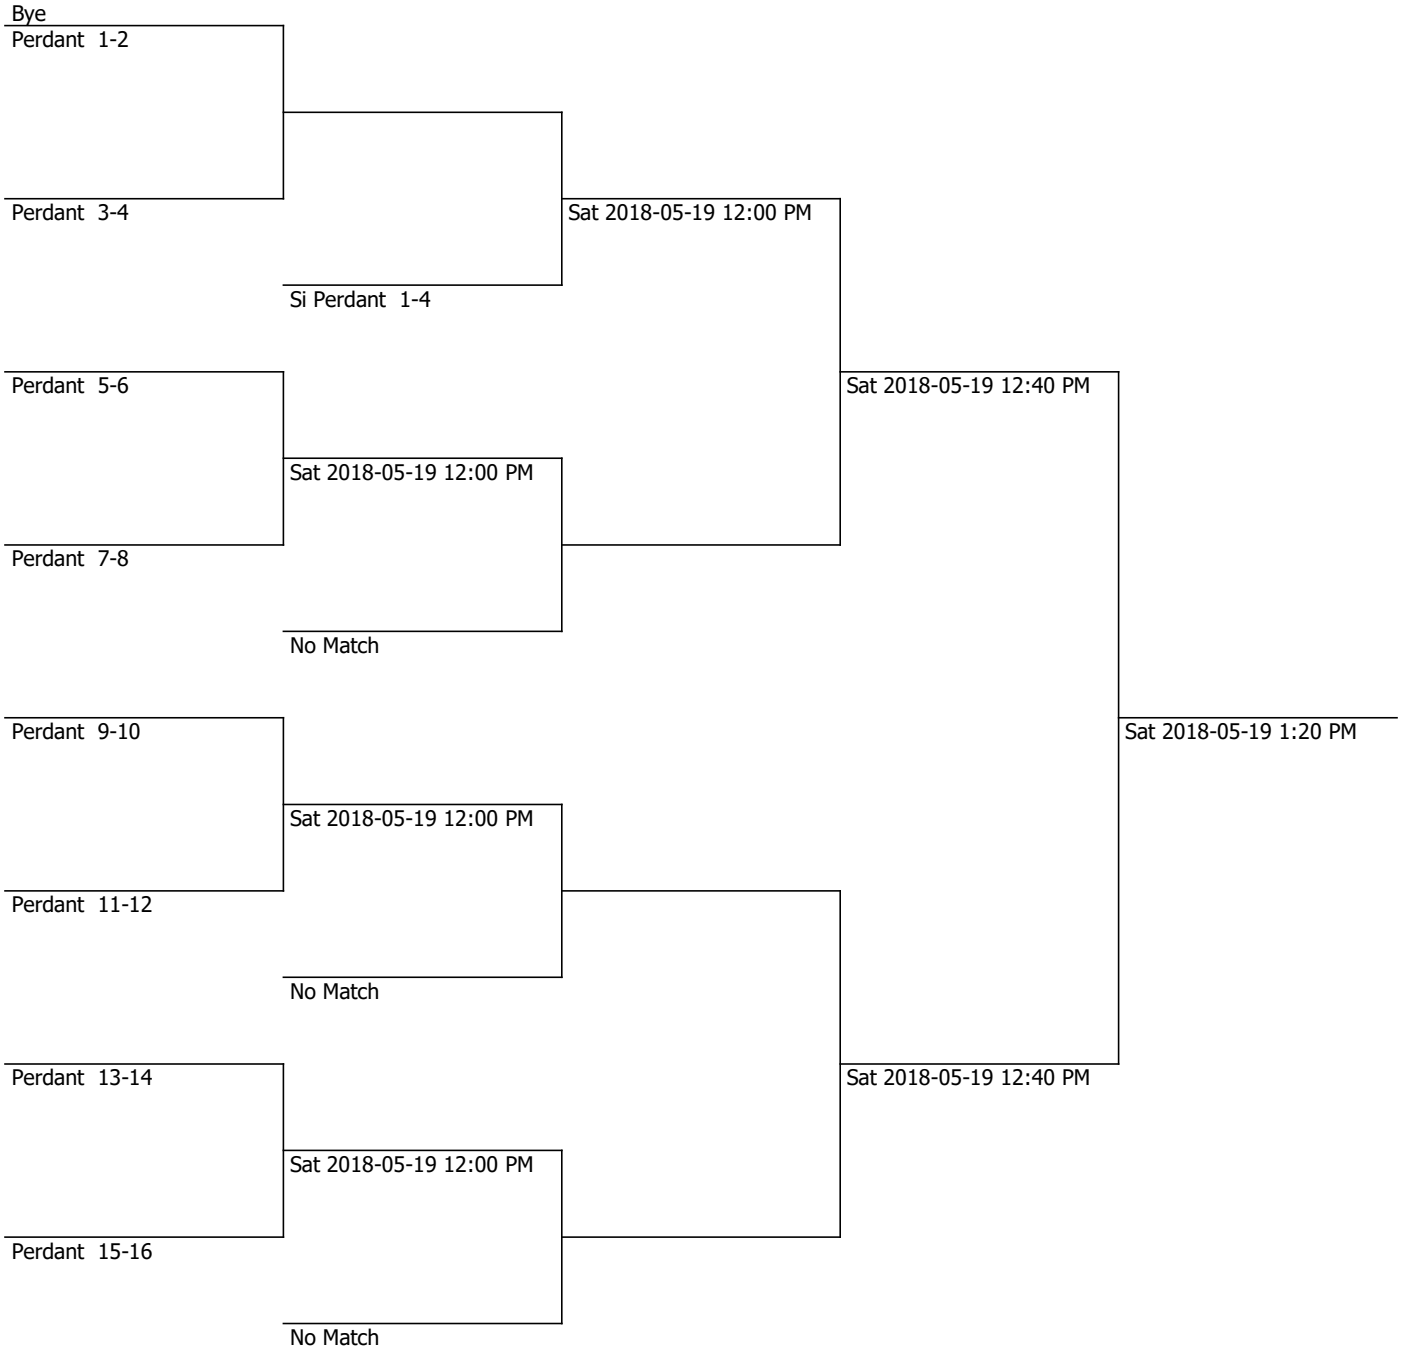 Bye
Perdant 1-2
Perdant 3-4
Sat 2018-05-19 12:00 PM
Si Perdant 1-4
Perdant 5-6
Sat 2018-05-19 12:40 PM
Sat 2018-05-19 12:00 PM
Perdant 7-8
No Match
Perdant 9-10
Sat 2018-05-19 1:20 PM
Sat 2018-05-19 12:00 PM
Perdant 11-12
No Match
Perdant 13-14
Sat 2018-05-19 12:40 PM
Sat 2018-05-19 12:00 PM
Perdant 15-16
No Match